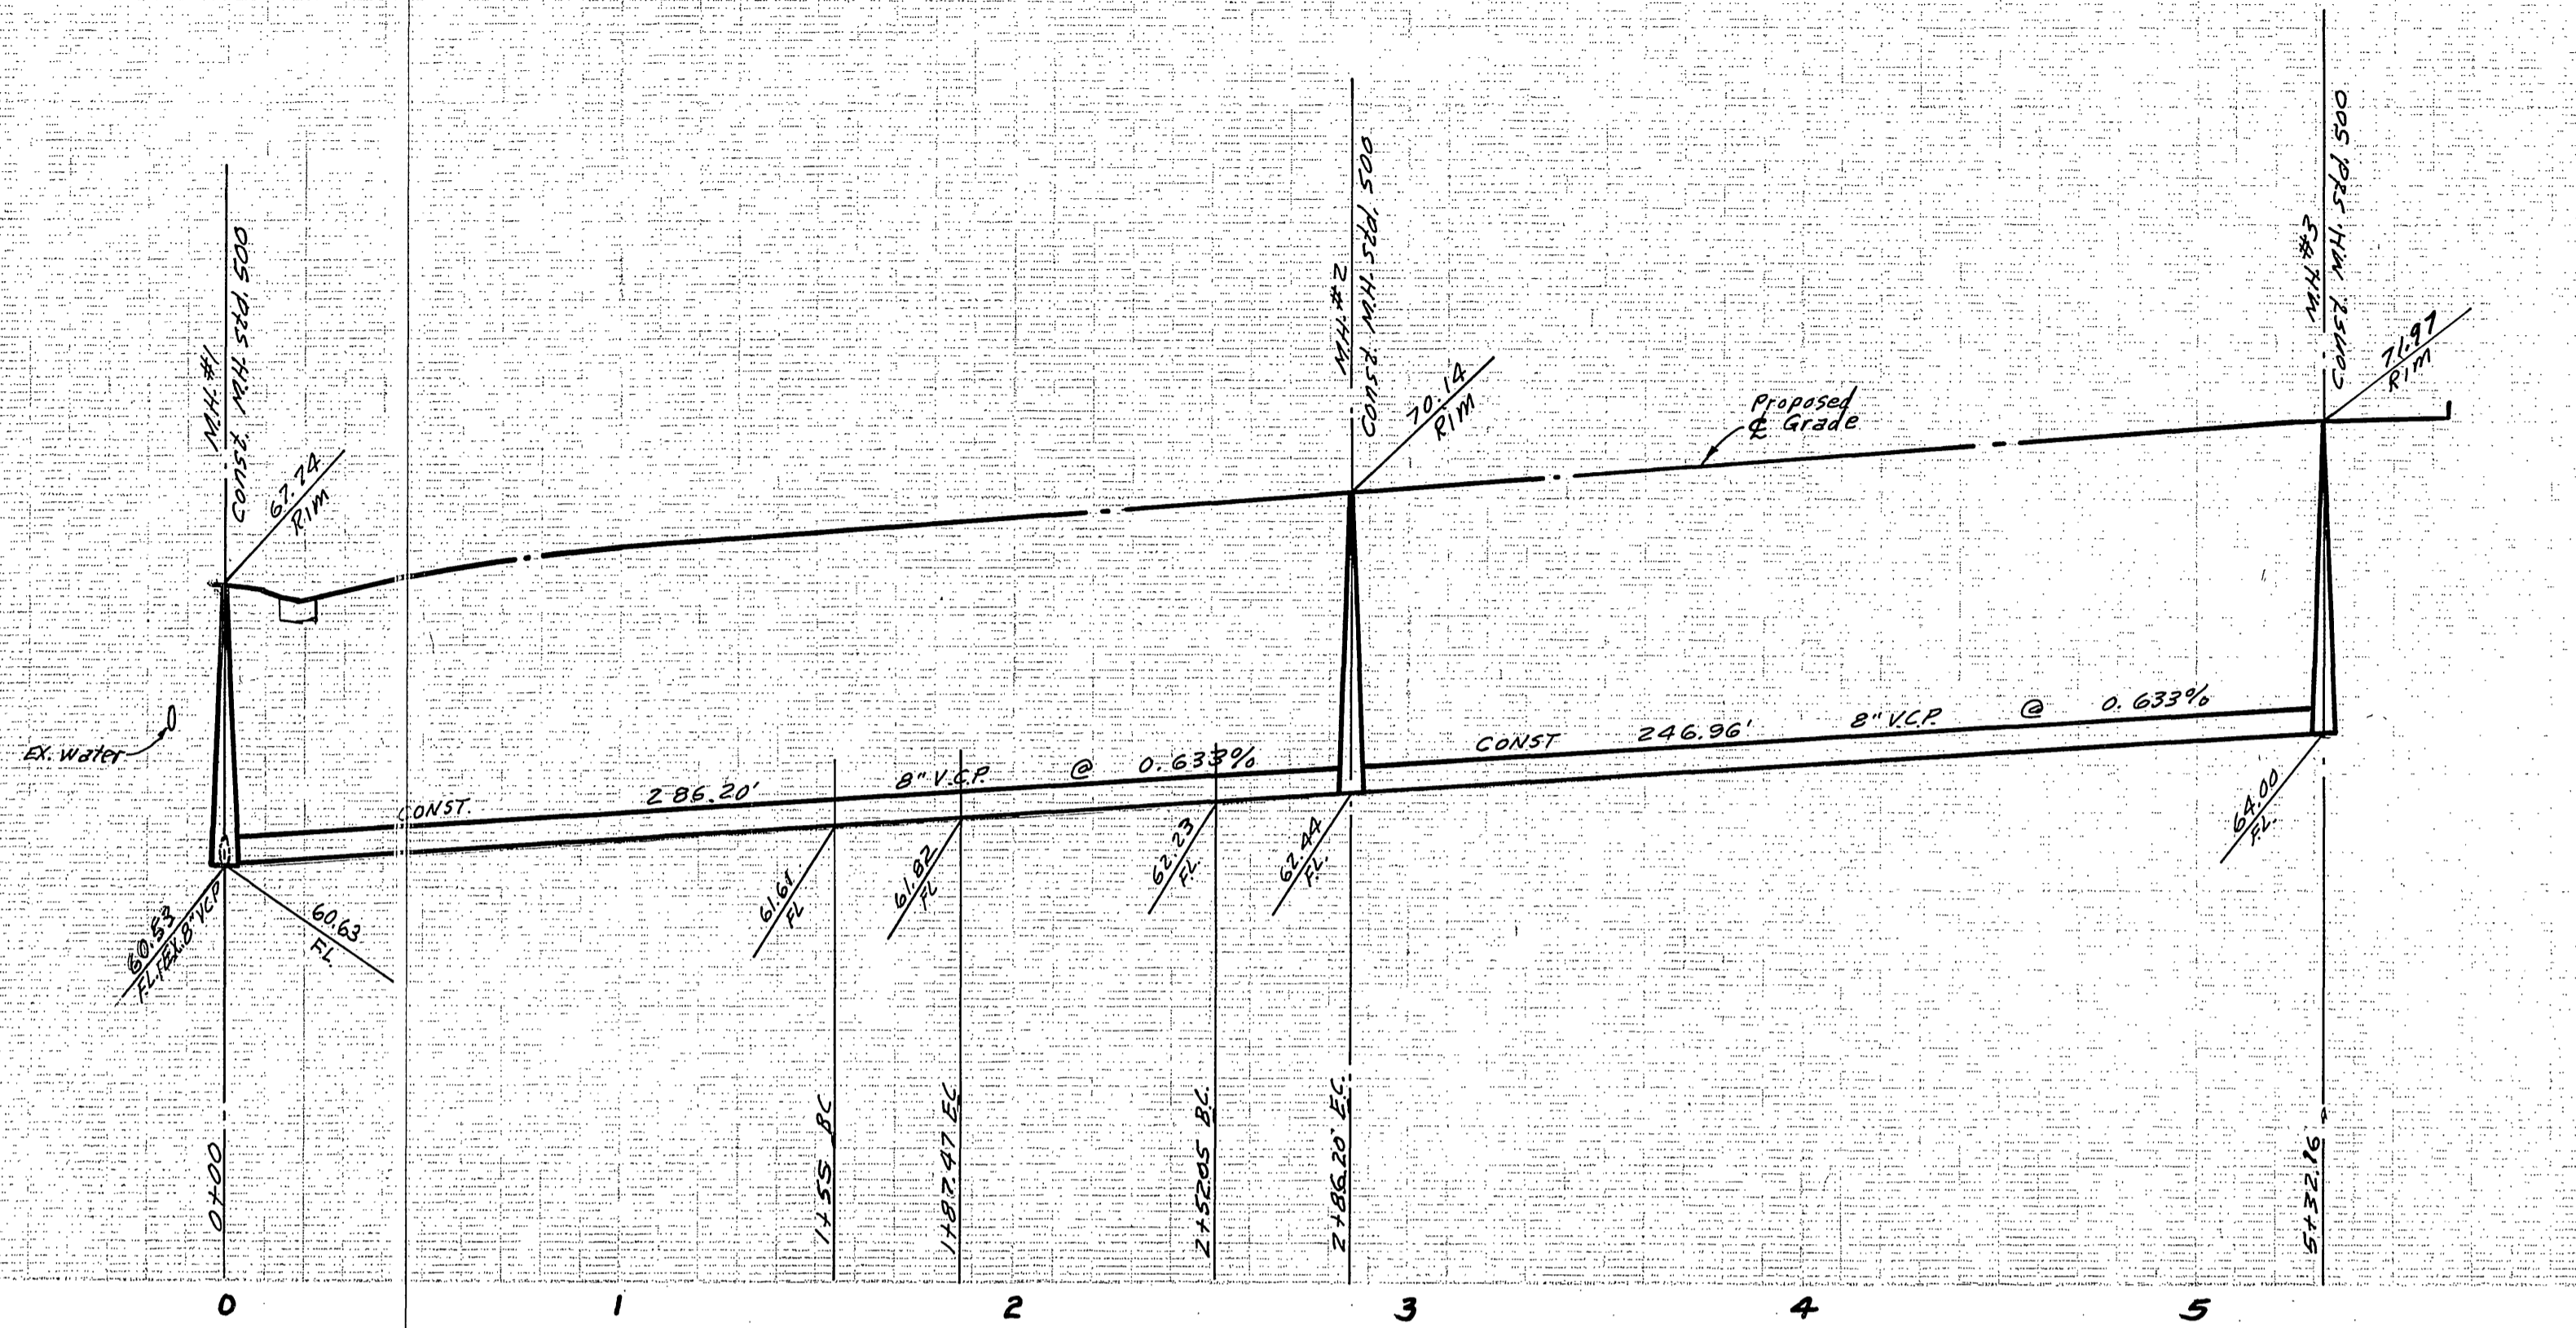 M.H. #1
Const. M.H. Std. 500
67.74
RIM
EX. Water
CONST. 286.20' 8" V.C.P. @ 0.633%
60.53
F.L. (EX. 8" V.C.P.
60.63
F.L.
61.61
FL
61.82
FL
62.23
FL.
62.44
FL.
M.H. #2
Const. M.H. Std. 500
70.14
RIM
Proposed
℄ Grade
CONST 246.96' 8" V.C.P. @ 0.633%
M.H. #3
Const. M.H. Std. 500
71.97
RIM
64.00
FL.
0+00
1+55 BC
1+87.47 EC
2+52.05 BC.
2+86.20' E.C.
5+32.16
0 1 2 3 4 5